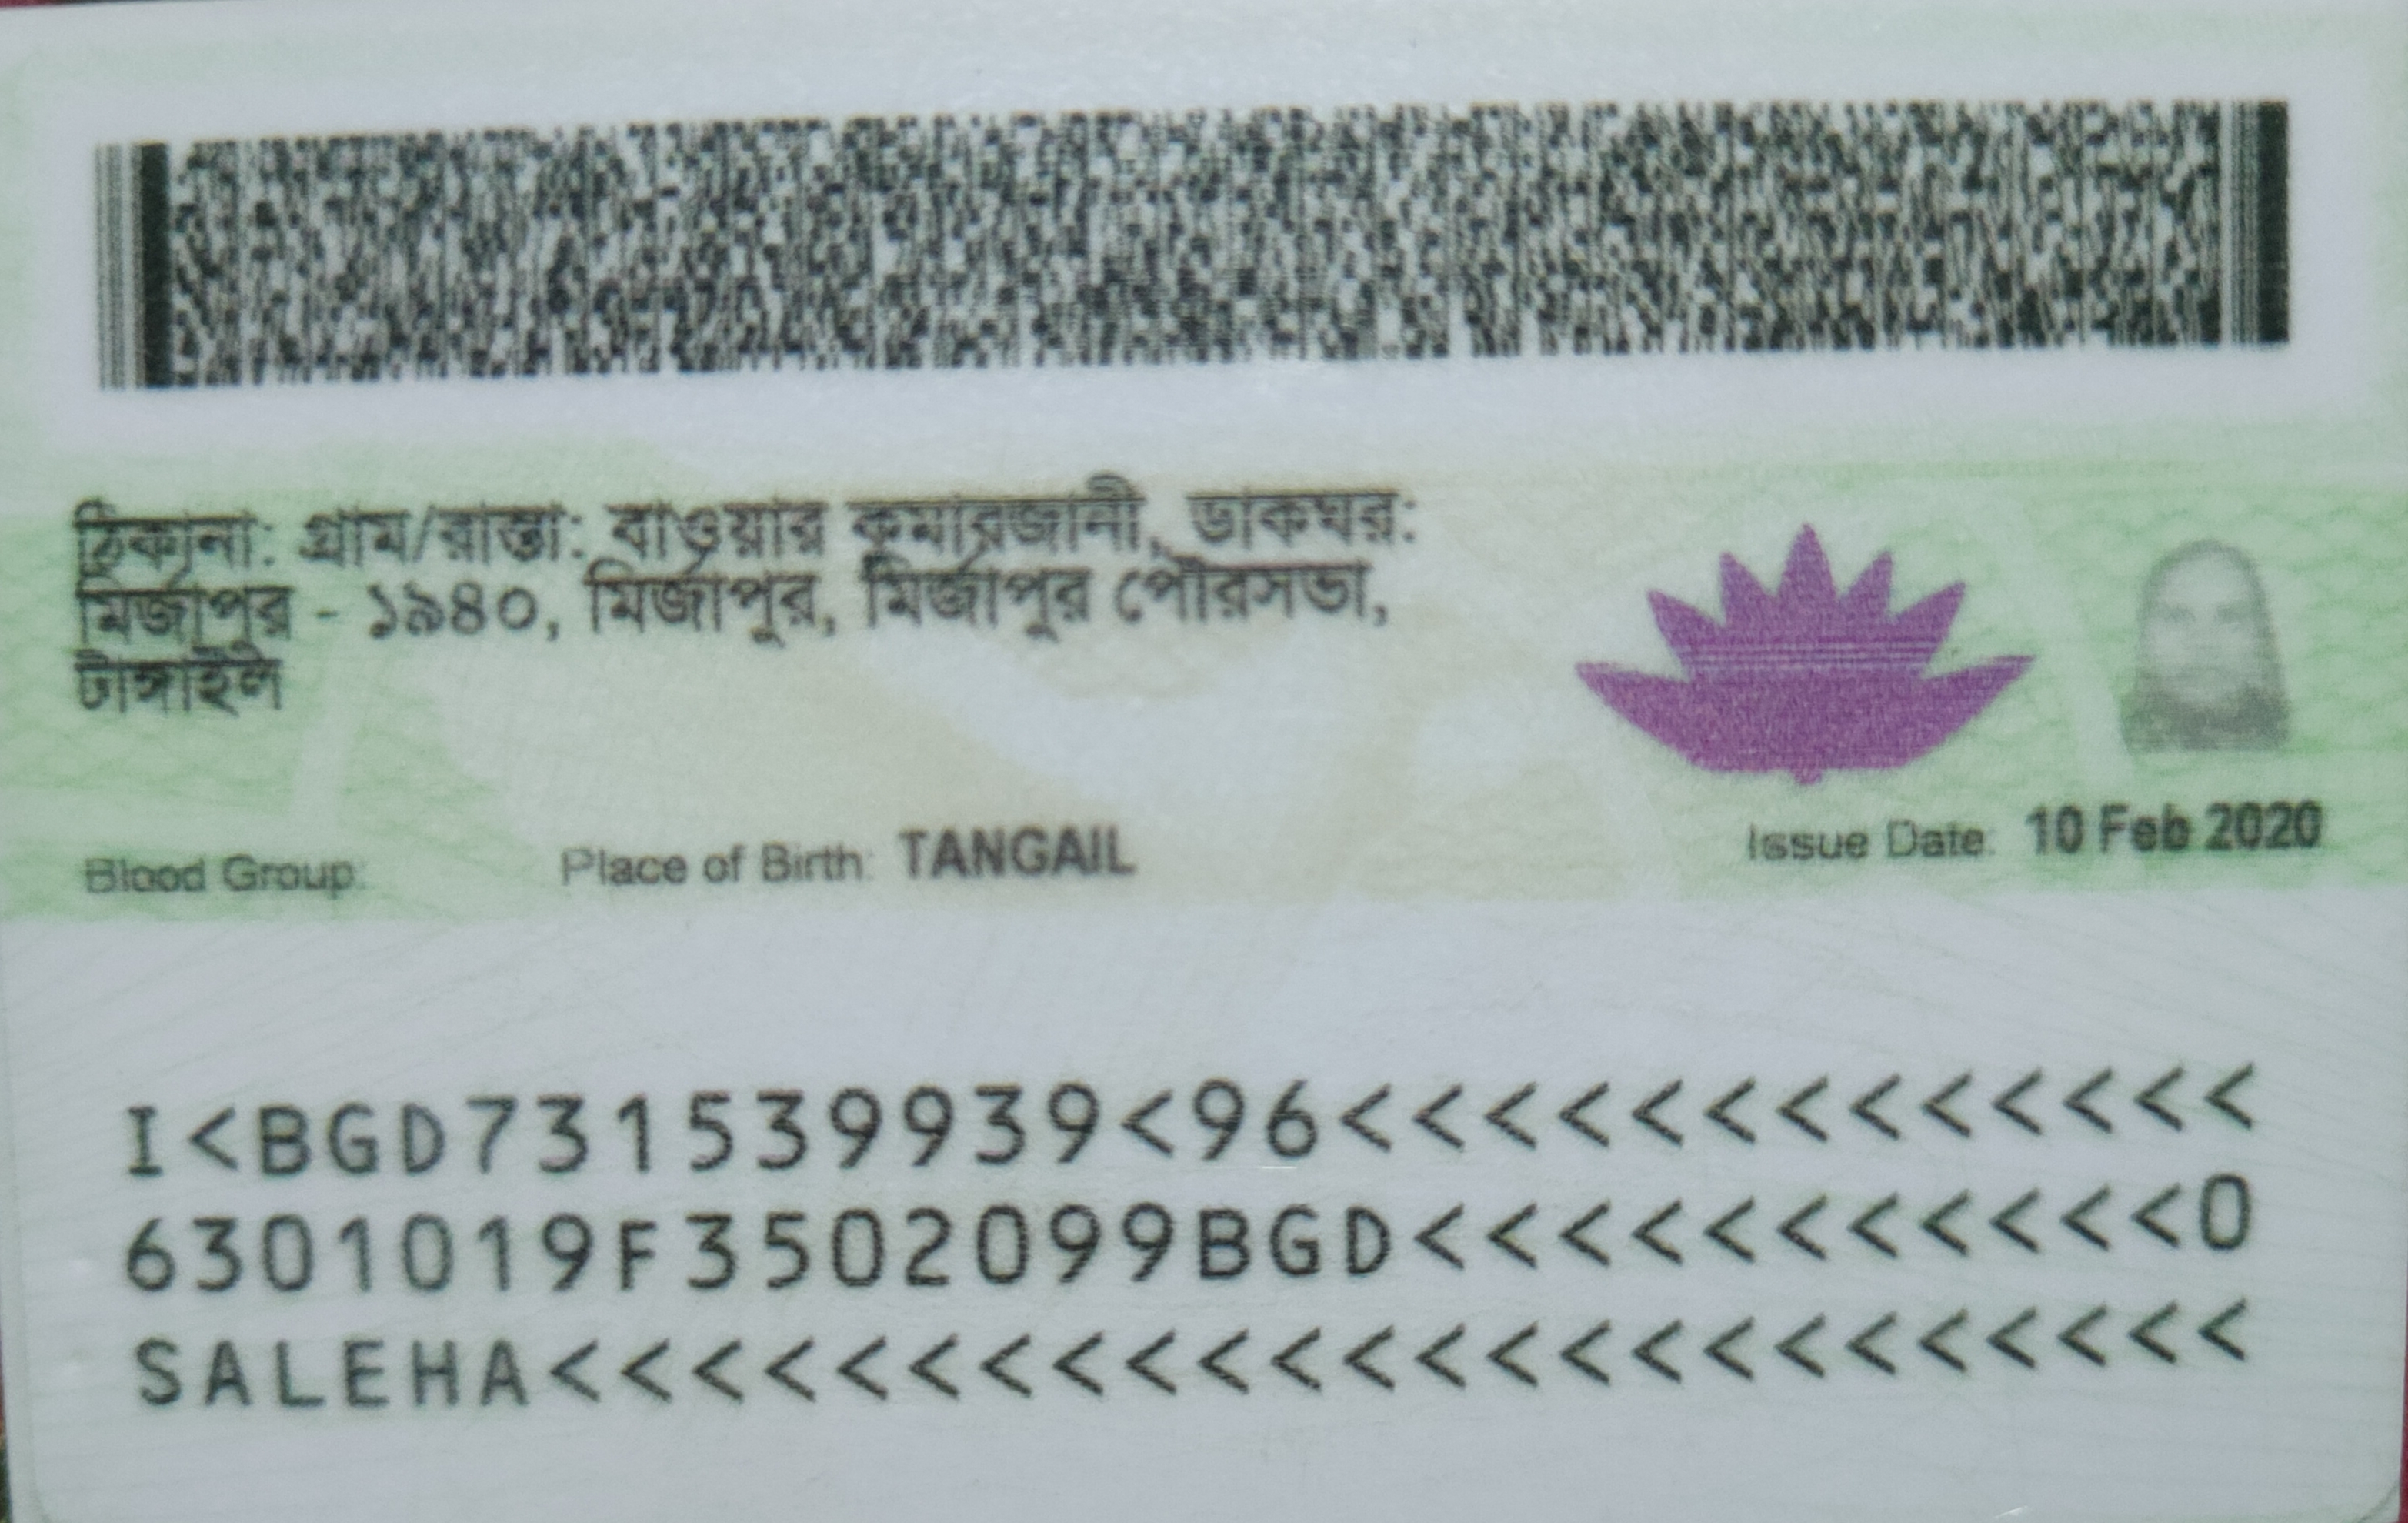 ঠিকানা: গ্রাম/রাস্তা: বাওয়ার কুমারজানী, ডাকঘর:
মির্জাপুর - ১৯৪০, মির্জাপুর, মির্জাপুর পৌরসভা,
টাঙ্গাইল
Blood Group:
Place of Birth: TANGAIL
Issue Date: 10 Feb 2020
I<BGD731539939<96<<<<<<<<<<<<<
6301019F3502099BGD<<<<<<<<<<<0
SALEHA<<<<<<<<<<<<<<<<<<<<<<<<